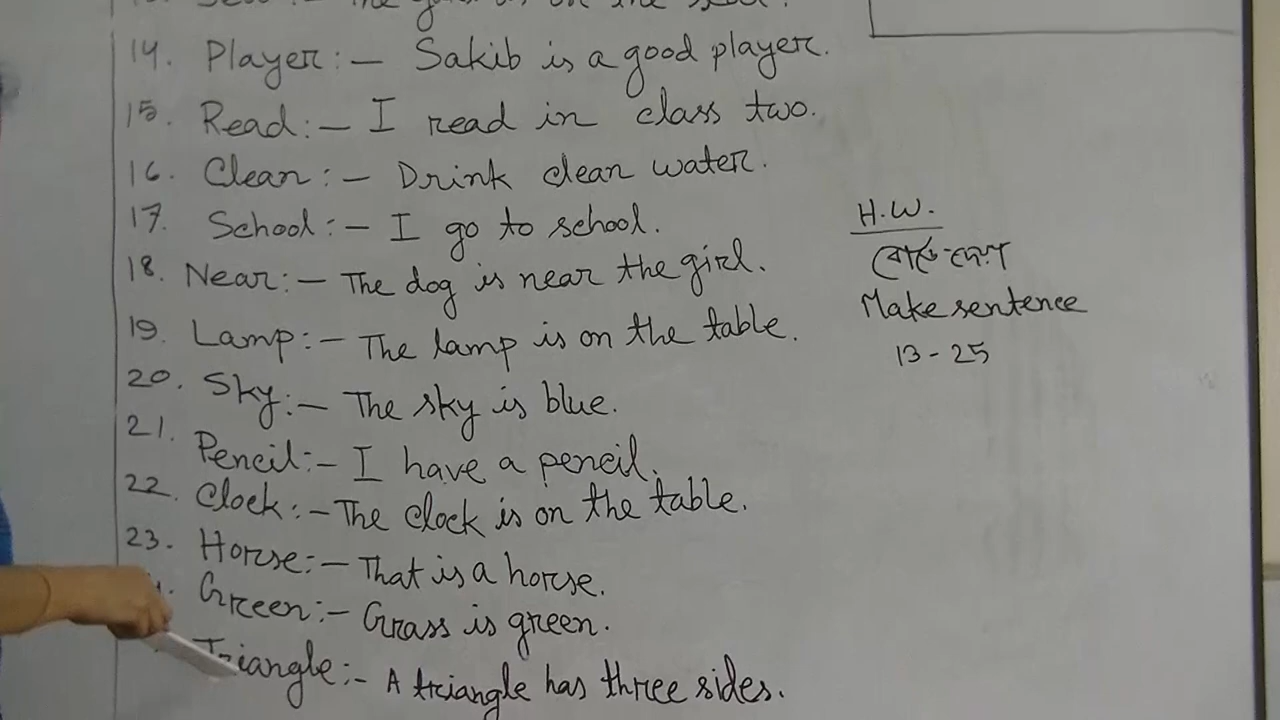 14. Player :- Sakib is a good player.
15. Read :- I read in class two.
16. Clean :- Drink clean water.
17. School :- I go to school.
18. Near :- The dog is near the girl.
19. Lamp :- The lamp is on the table.
20. Sky :- The sky is blue.
21. Pencil :- I have a pencil.
22. Clock :- The clock is on the table.
23. Horse :- That is a horse.
Green :- Grass is green.
Triangle :- A triangle has three sides.
H.W.
Make sentence
13 - 25